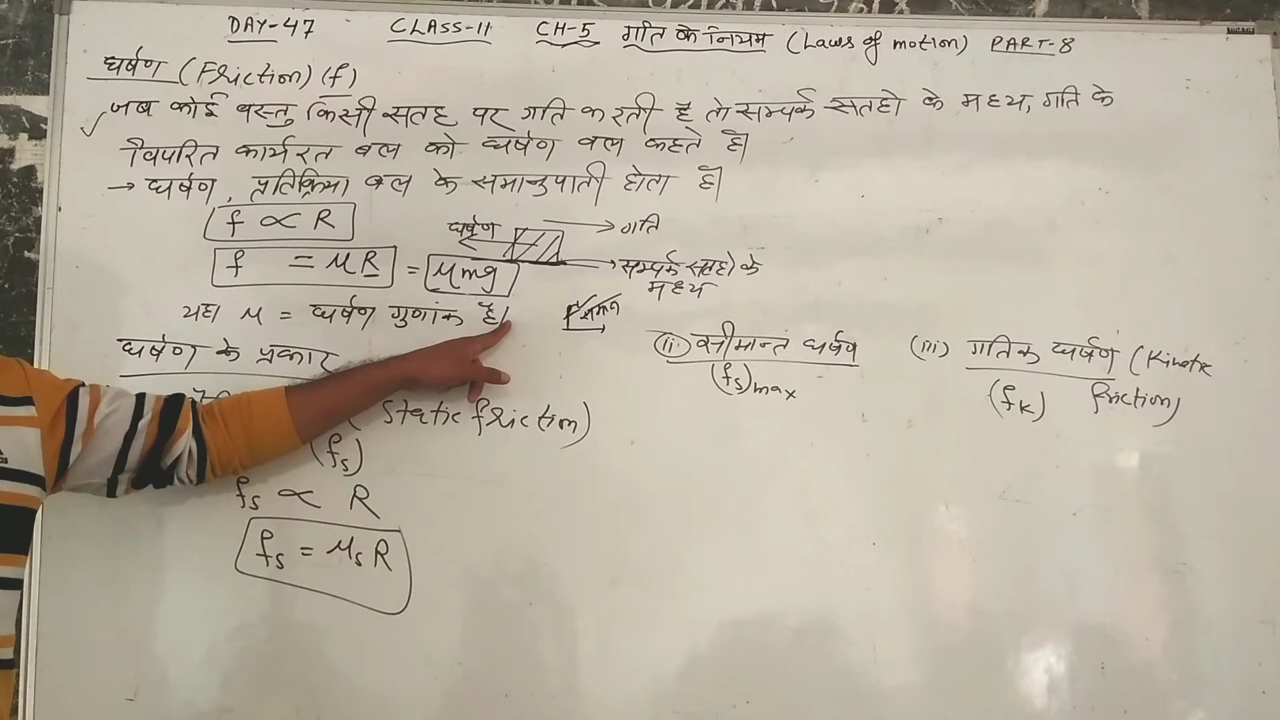 DAY-47 CLASS-11 CH-5 गति के नियम (Laws of motion) PART-8
घर्षण (Friction) (f)
जब कोई वस्तु किसी सतह पर गति करती है तो सम्पर्क सतहो के मध्य, गति के
विपरित कार्यरत बल को घर्षण बल कहते है।
→ घर्षण, प्रतिक्रिया बल के समानुपाती होता है।
f ∝ R
घर्षण → गति
f = μR = μmg
→ सम्पर्क सतहो के
मध्य
यहा μ = घर्षण गुणांक है।
घर्षण के प्रकार
(ii) सीमान्त घर्षण (iii) गतिक घर्षण (Kinetic
(fs)max (fK) friction)
(Static friction)
(fs)
fs ∝ R
fs = μs R